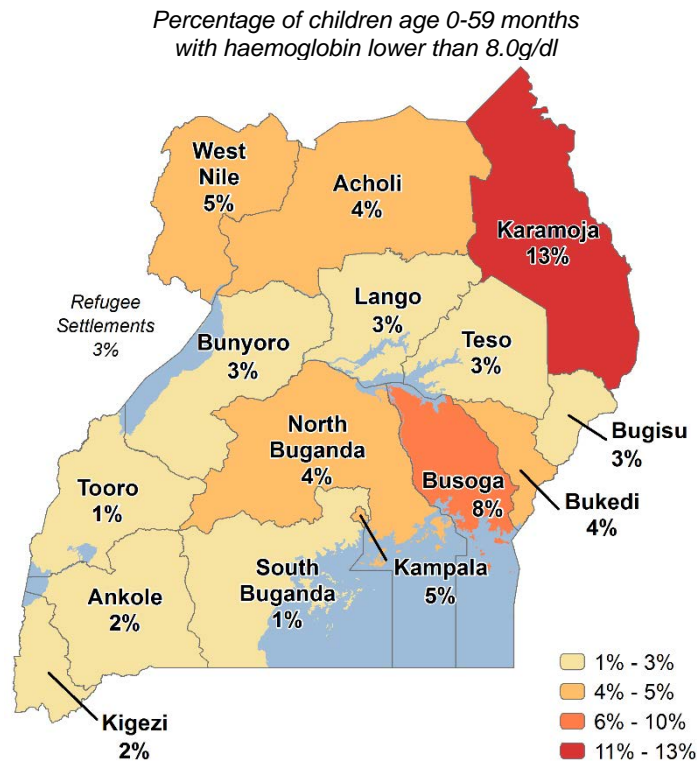 Percentage of children age 0-59 months
with haemoglobin lower than 8.0g/dl
West
Nile
5%
Acholi
4%
Karamoja
13%
Refugee
Settlements
3%
Bunyoro
3%
Lango
3%
Teso
3%
Bugisu
3%
North
Buganda
4%
Busoga
8%
Bukedi
4%
Tooro
1%
Ankole
2%
South
Buganda
1%
Kampala
5%
Kigezi
2%
1% - 3%
4% - 5%
6% - 10%
11% - 13%